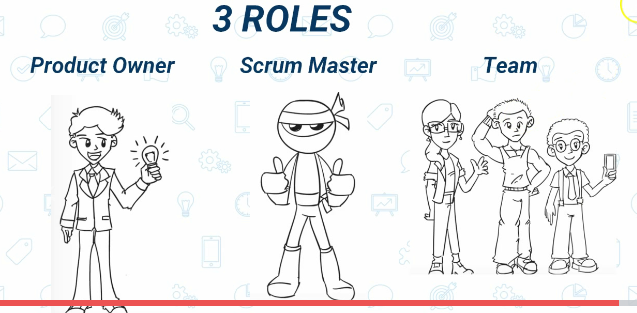 3 ROLES
Product Owner
Scrum Master
Team